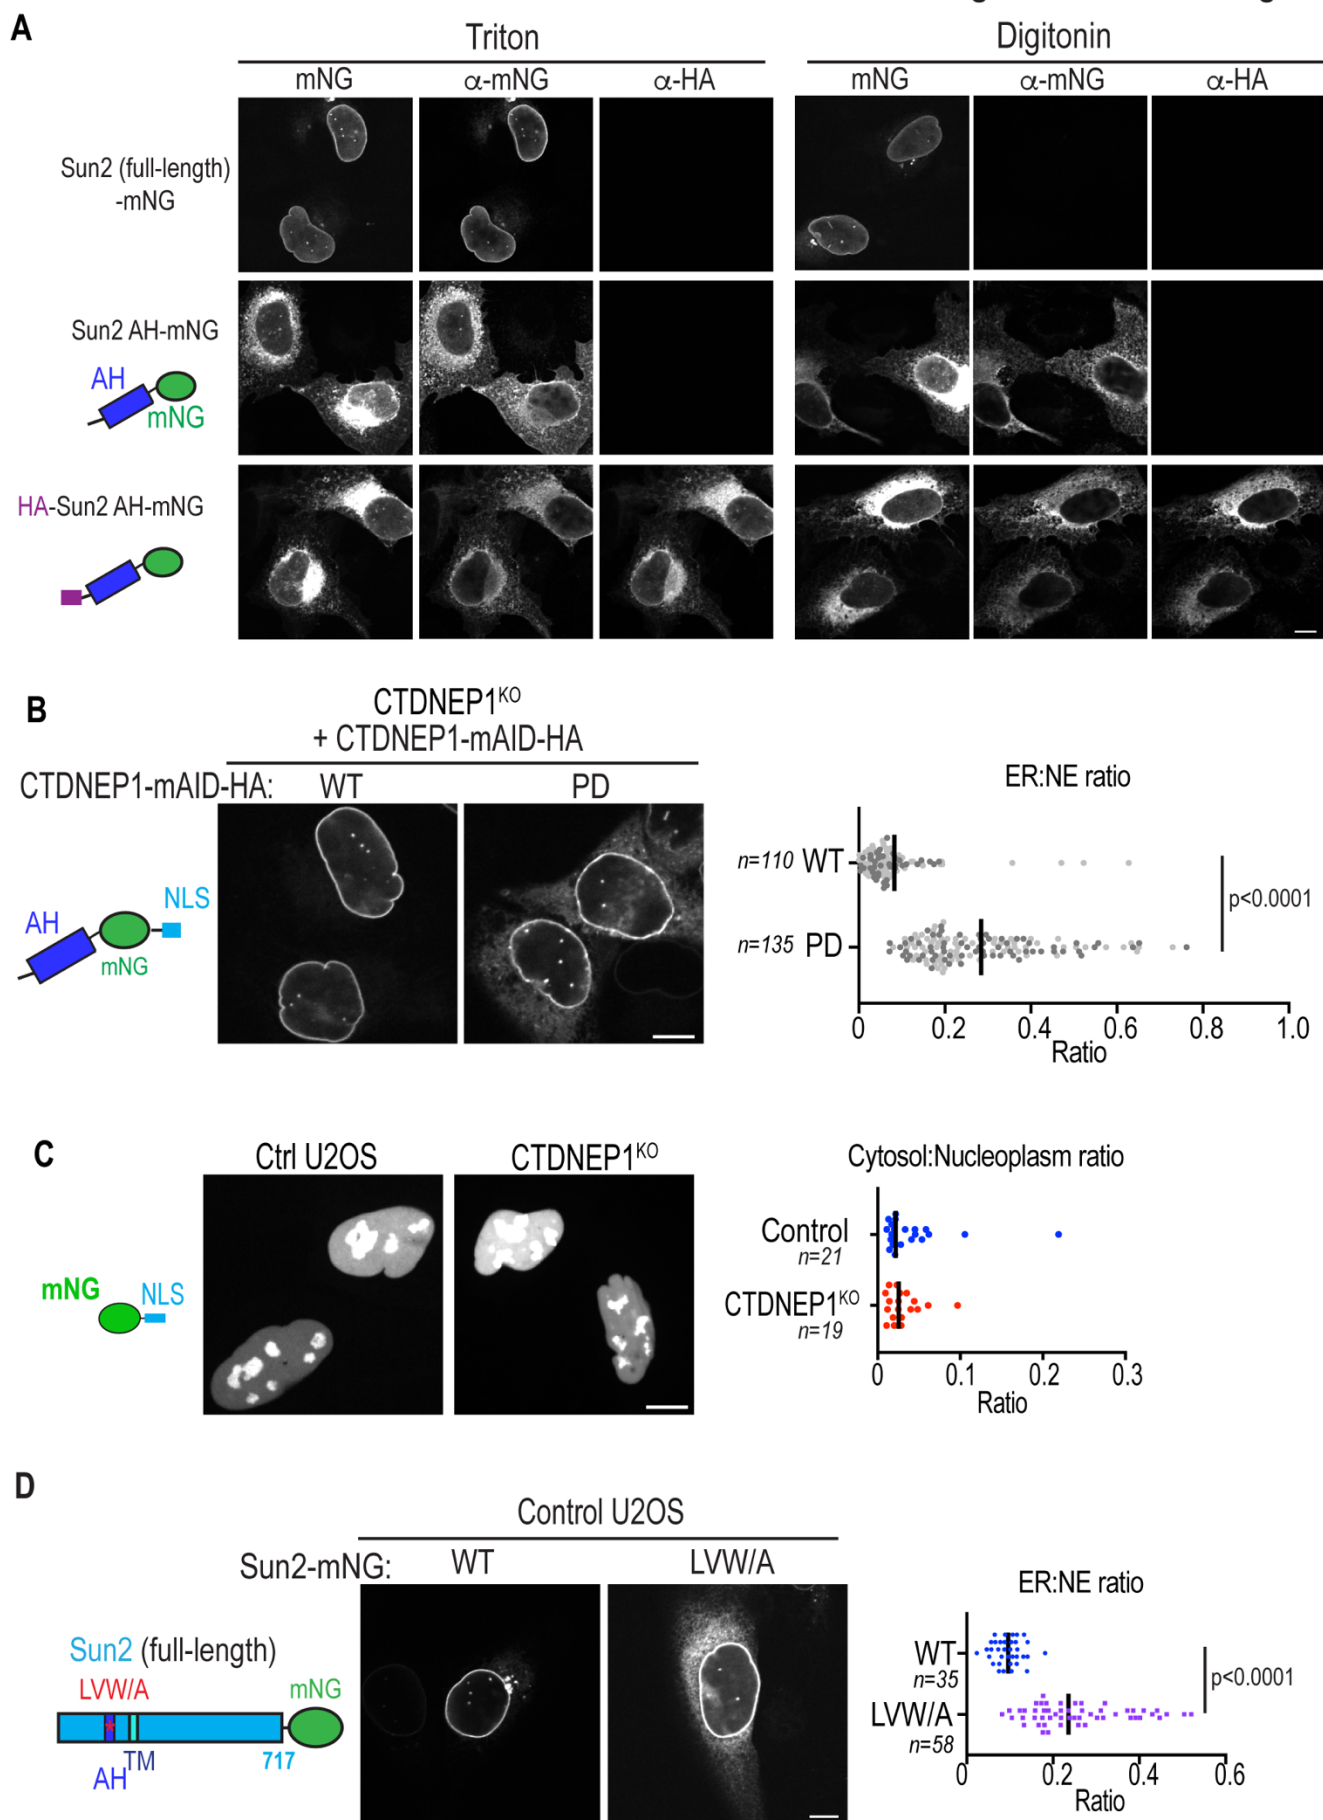 A
Triton
Digitonin
mNG
α-mNG
α-HA
mNG
α-mNG
α-HA
Sun2 (full-length)
-mNG
Sun2 AH-mNG
AH
mNG
HA-Sun2 AH-mNG
B
CTDNEP1KO
+ CTDNEP1-mAID-HA
CTDNEP1-mAID-HA:
WT
PD
AH
NLS
mNG
ER:NE ratio
n=110 WT
n=135 PD
p<0.0001
0 0.2 0.4 0.6 0.8 1.0
Ratio
C
Ctrl U2OS
CTDNEP1KO
mNG
NLS
Cytosol:Nucleoplasm ratio
Control
n=21
CTDNEP1KO
n=19
0 0.1 0.2 0.3
Ratio
D
Control U2OS
Sun2-mNG:
WT
LVW/A
Sun2 (full-length)
LVW/A
mNG
*
TM
717
AH
ER:NE ratio
WT
n=35
LVW/A
n=58
p<0.0001
0 0.2 0.4 0.6
Ratio